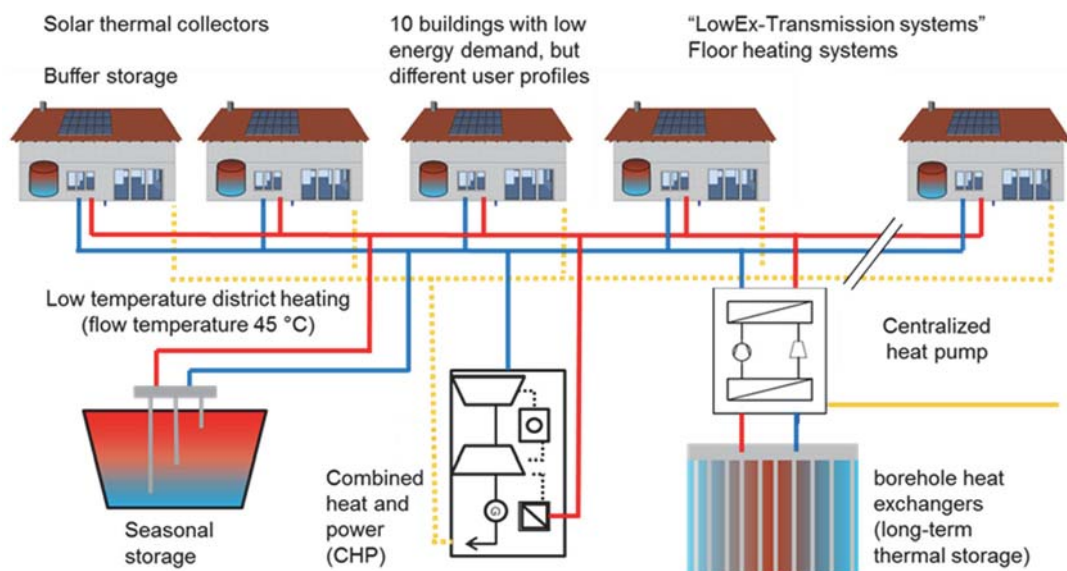 Solar thermal collectors
Buffer storage
10 buildings with low
energy demand, but
different user profiles
“LowEx-Transmission systems”
Floor heating systems
Low temperature district heating
(flow temperature 45 °C)
Seasonal
storage
Combined
heat and
power
(CHP)
G
Centralized
heat pump
borehole heat
exchangers
(long-term
thermal storage)